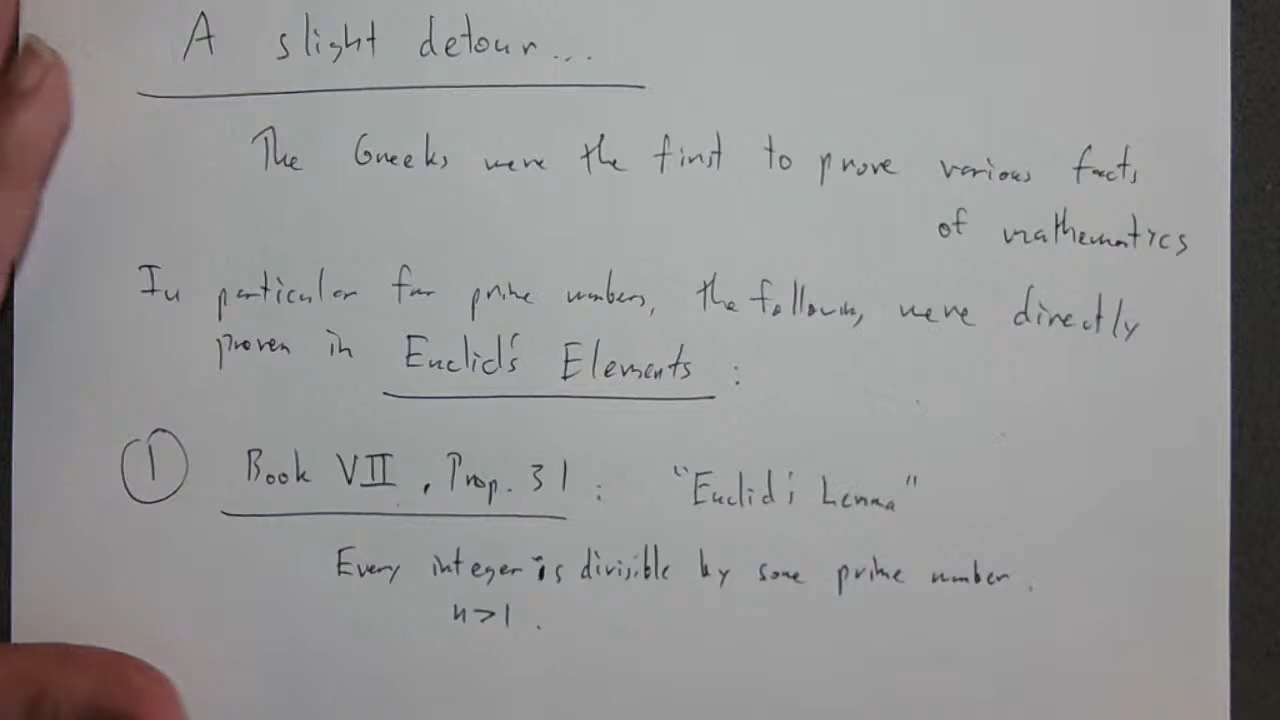 A slight detour...
The Greeks were the first to prove various facts
of mathematics
In particular for prime numbers, the following were directly
proven in Euclid's Elements :
1 Book VII, Prop. 31 : "Euclid's Lemma"
Every integer is divisible by some prime number.
n>1.